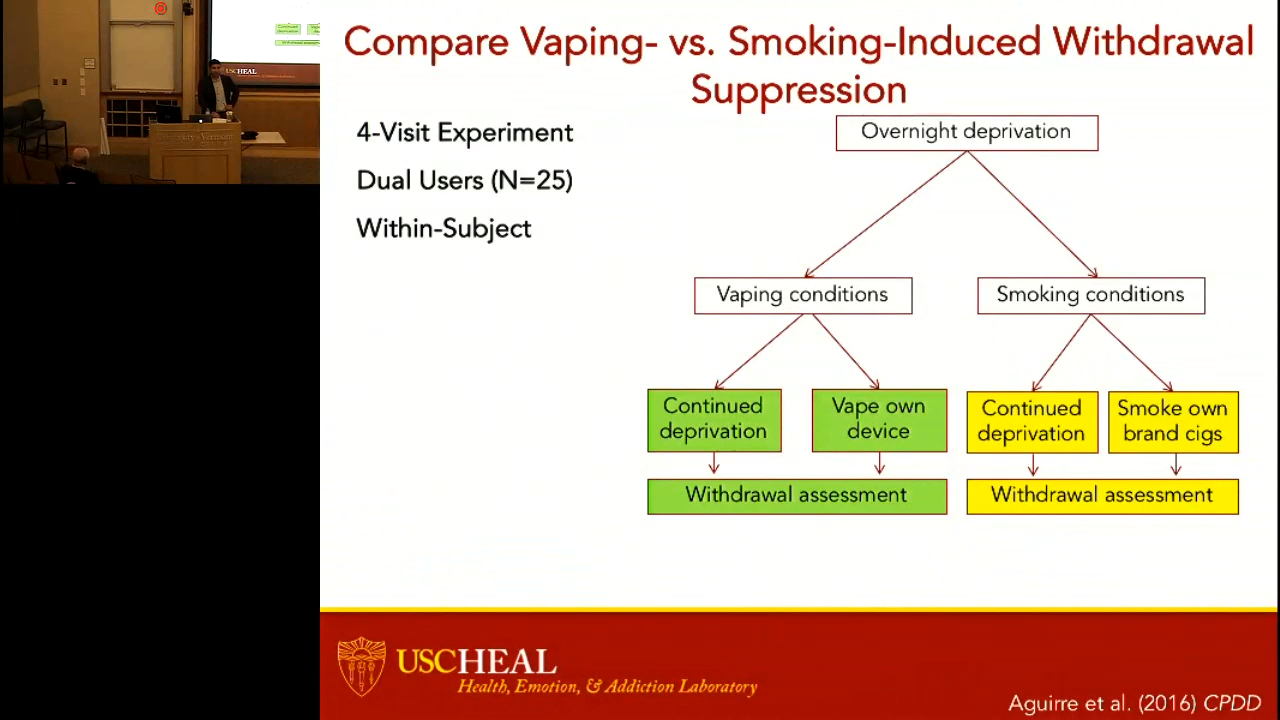 Compare Vaping- vs. Smoking-Induced Withdrawal
Suppression
4-Visit Experiment
Dual Users (N=25)
Within-Subject
Overnight deprivation
Vaping conditions
Smoking conditions
Continued
deprivation
Vape own
device
Continued
deprivation
Smoke own
brand cigs
Withdrawal assessment
Withdrawal assessment
USCHEAL
Health, Emotion, & Addiction Laboratory
Aguirre et al. (2016) CPDD
USCHEAL